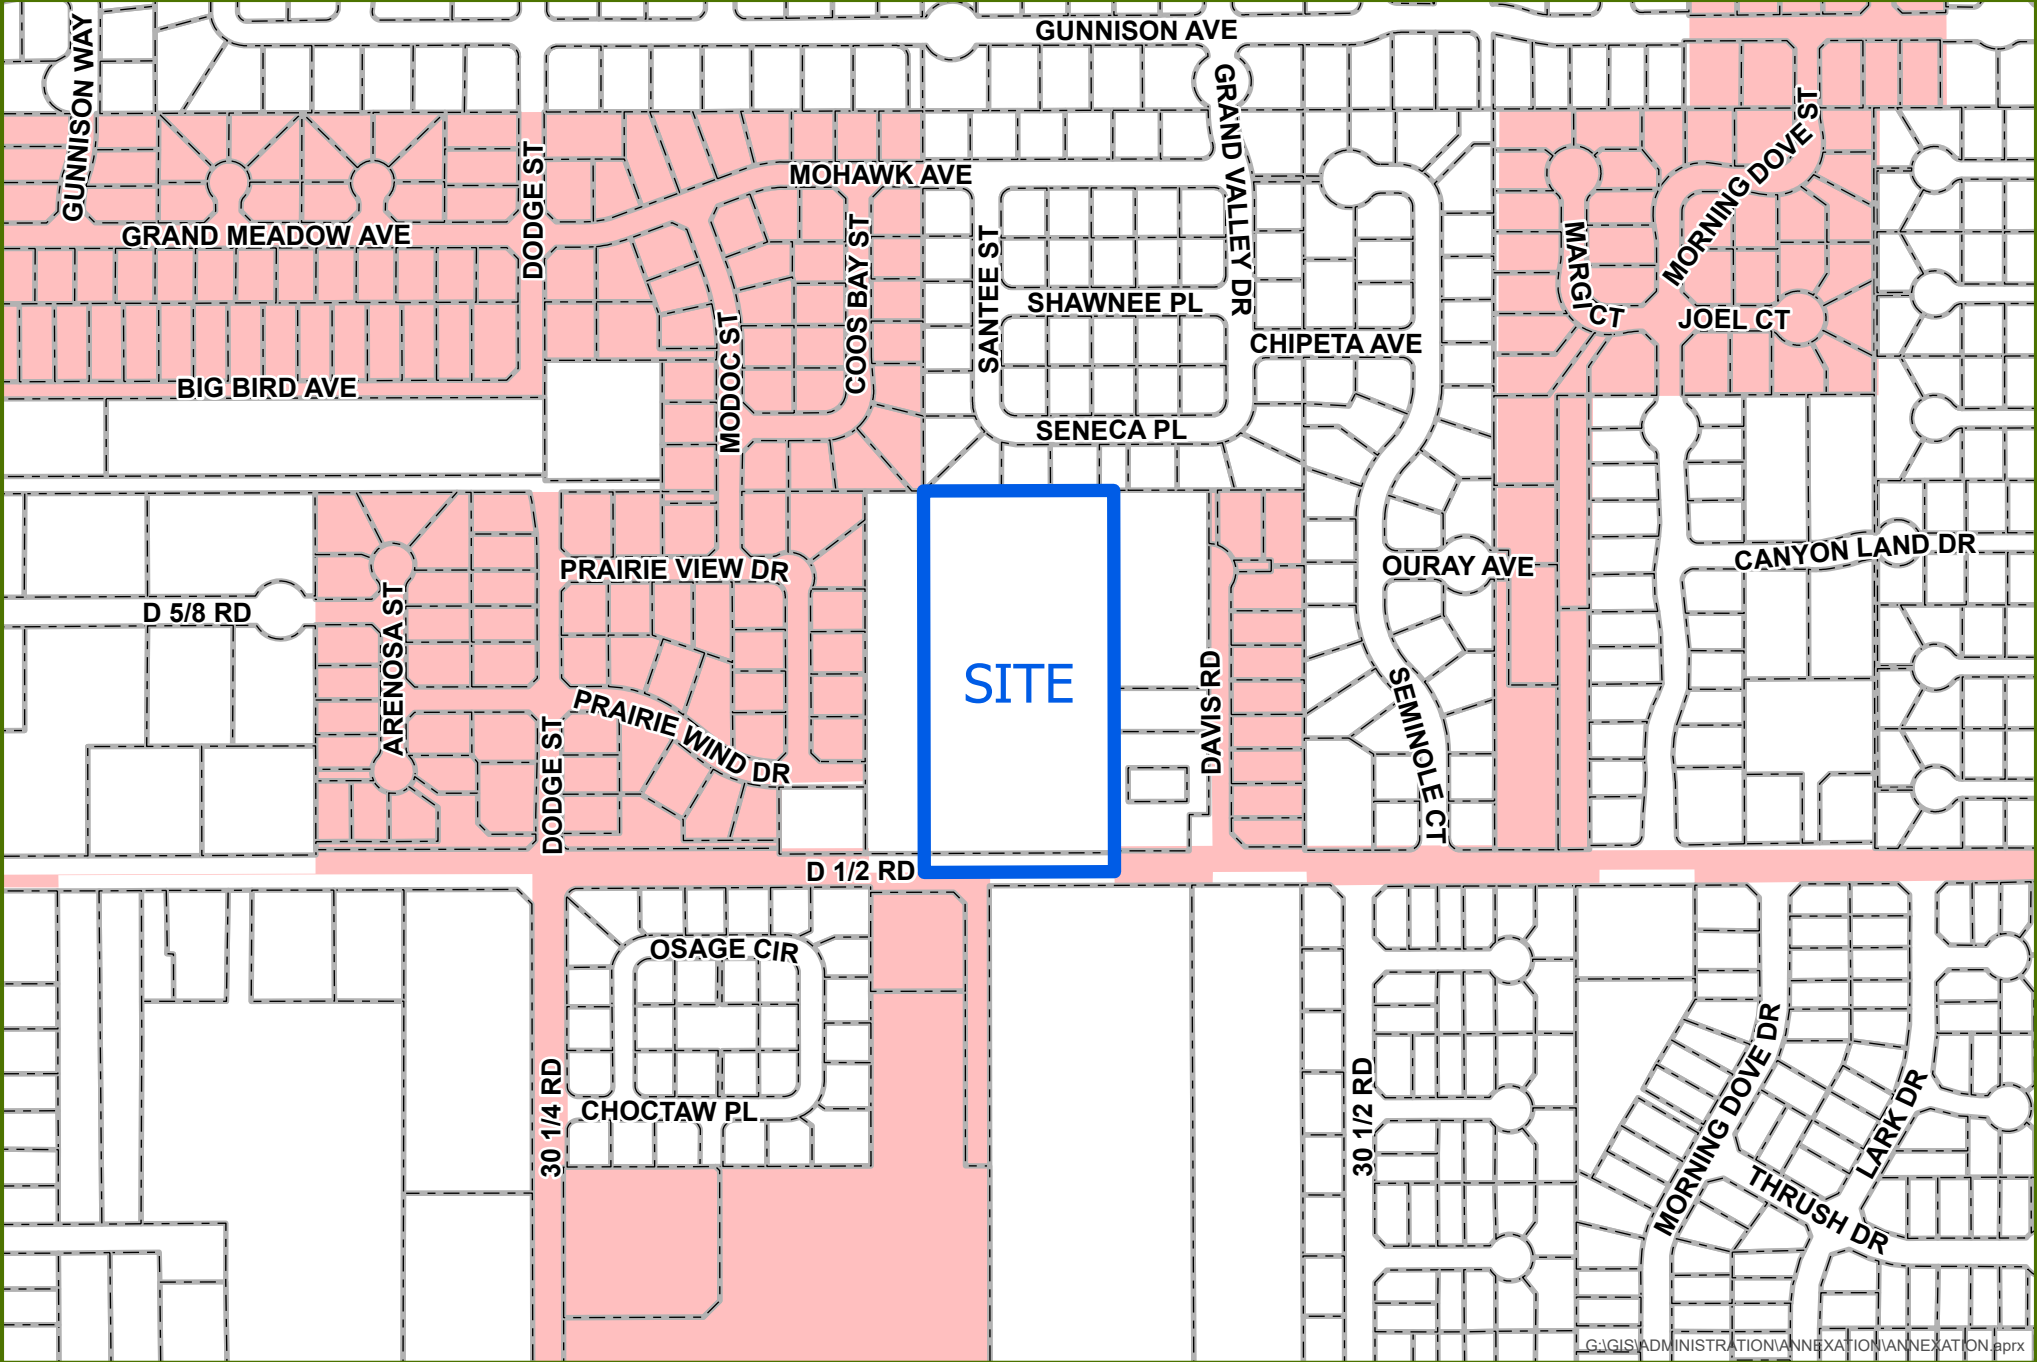 GUNNISON AVE
GUNNISON WAY
GRAND VALLEY DR
MORNING DOVE ST
DODGE ST
MOHAWK AVE
GRAND MEADOW AVE
SANTEE ST
COOS BAY ST
MARGI CT
SHAWNEE PL
JOEL CT
MODOC ST
CHIPETA AVE
BIG BIRD AVE
SENECA PL
CANYON LAND DR
OURAY AVE
PRAIRIE VIEW DR
D 5/8 RD
ARENOSA ST
SITE
DAVIS RD
SEMINOLE CT
PRAIRIE WIND DR
DODGE ST
D 1/2 RD
OSAGE CIR
CHOCTAW PL
30 1/4 RD
30 1/2 RD
MORNING DOVE DR
LARK DR
THRUSH DR
G:\GIS\ADMINISTRATION\ANNEXATION\ANNEXATION.aprx